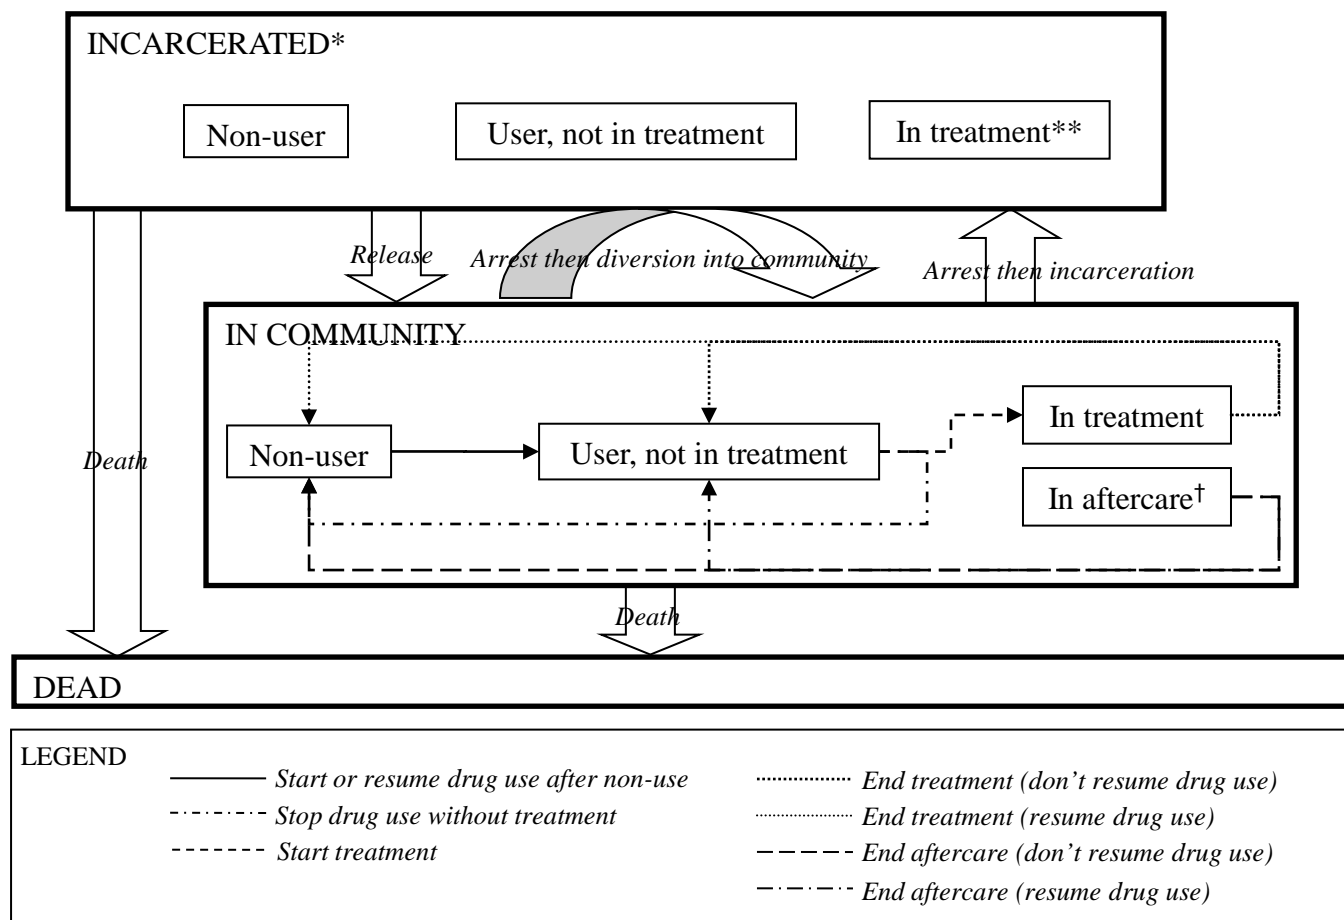 INCARCERATED*
Non-user
User, not in treatment
In treatment**
Release
Arrest then diversion into community
Arrest then incarceration
IN COMMUNITY
Non-user
User, not in treatment
In treatment
In aftercare†
Death
Death
DEAD
LEGEND
Start or resume drug use after non-use
Stop drug use without treatment
Start treatment
End treatment (don't resume drug use)
End treatment (resume drug use)
End aftercare (don't resume drug use)
End aftercare (resume drug use)